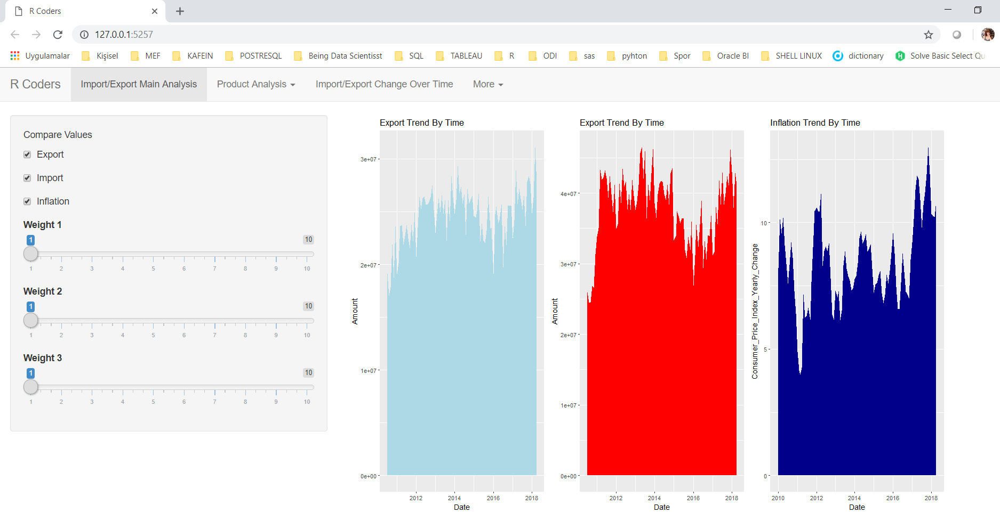 R Coders
127.0.0.1:5257
Uygulamalar Kişisel MEF KAFEIN POSTRESQL Being Data Scientisst SQL TABLEAU R ODI sas pyhton Spor Oracle BI SHELL LINUX dictionary Solve Basic Select Qu
R Coders Import/Export Main Analysis Product Analysis Import/Export Change Over Time More
Compare Values
Export
Import
Inflation
Weight 1
1 10
1 2 3 4 5 6 7 8 9 10
Weight 2
1 10
1 2 3 4 5 6 7 8 9 10
Weight 3
1 10
1 2 3 4 5 6 7 8 9 10
Export Trend By Time
Amount
3e+07
2e+07
1e+07
0e+00
2012 2014 2016 2018
Date
Export Trend By Time
Amount
4e+07
3e+07
2e+07
1e+07
0e+00
2012 2014 2016 2018
Date
Inflation Trend By Time
Consumer_Price_Index_Yearly_Change
10
5
0
2010 2012 2014 2016 2018
Date